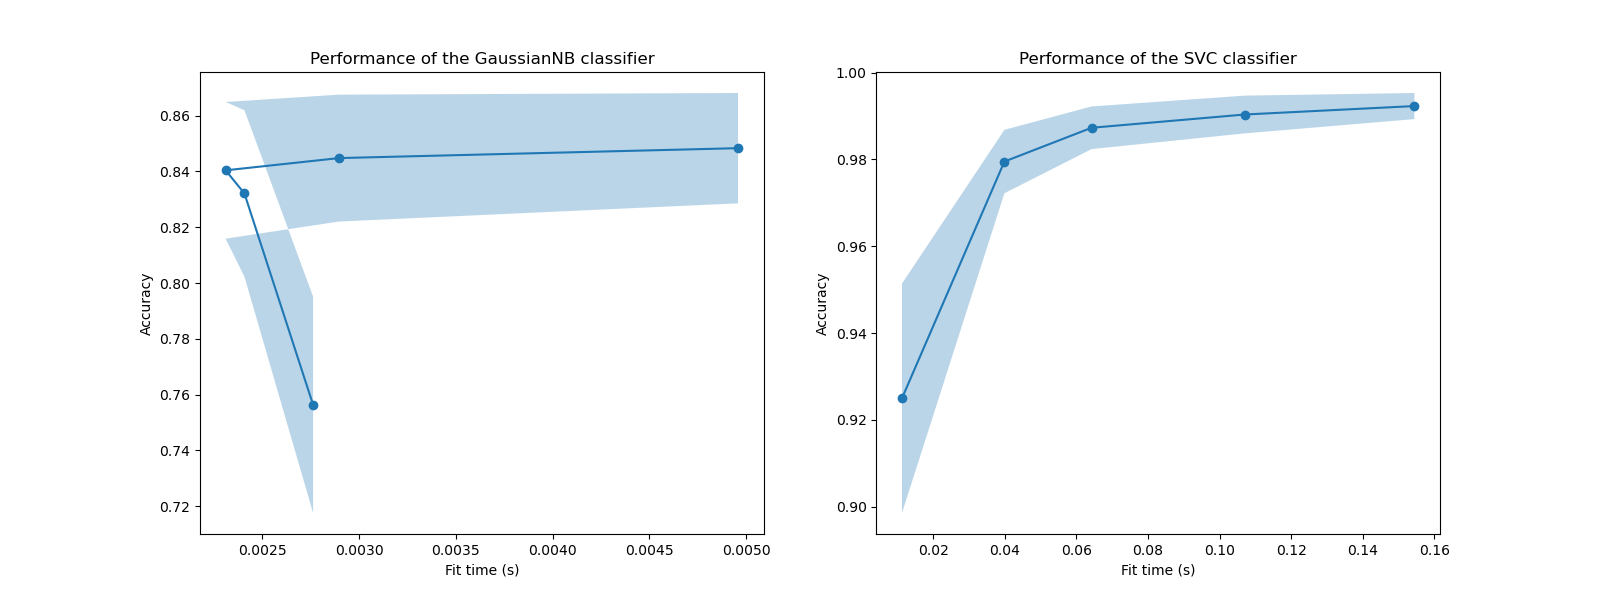 Performance of the GaussianNB classifier
0.86
0.84
0.82
0.80
0.78
0.76
0.74
0.72
Accuracy
0.0025 0.0030 0.0035 0.0040 0.0045 0.0050
Fit time (s)
Performance of the SVC classifier
1.00
0.98
0.96
0.94
0.92
0.90
Accuracy
0.02 0.04 0.06 0.08 0.10 0.12 0.14 0.16
Fit time (s)